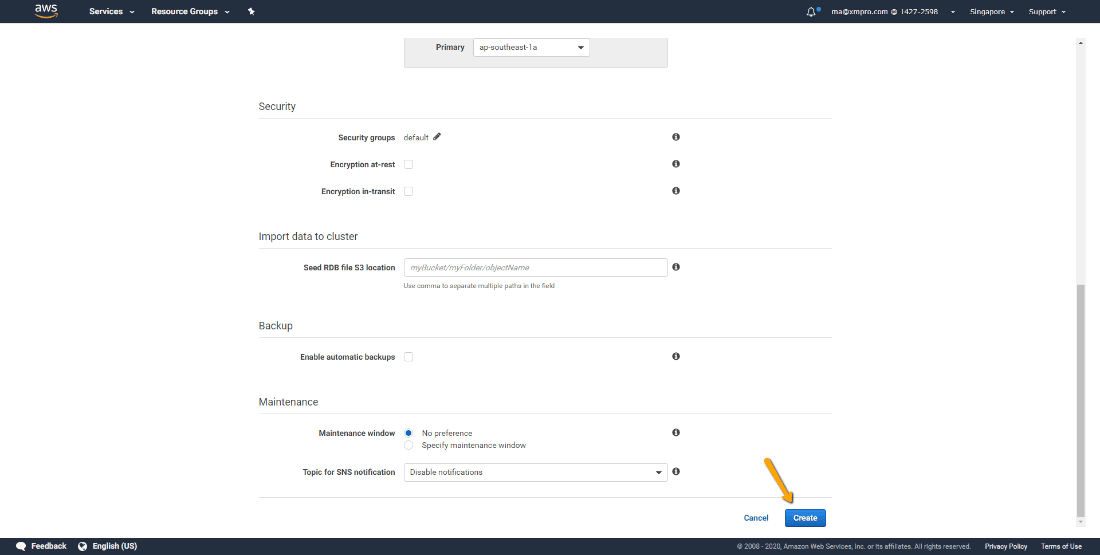 aws Services Resource Groups ma@xmpro.com @ 1427-2598... Singapore Support
Primary ap-southeast-1a
Security
Security groups default
Encryption at-rest
Encryption in-transit
Import data to cluster
Seed RDB file S3 location myBucket/myFolder/objectName
Use comma to separate multiple paths in the field
Backup
Enable automatic backups
Maintenance
Maintenance window No preference
Specify maintenance window
Topic for SNS notification Disable notifications
Cancel Create
Feedback English (US) © 2008 - 2020, Amazon Web Services, Inc. or its affiliates. All rights reserved. Privacy Policy Terms of Use